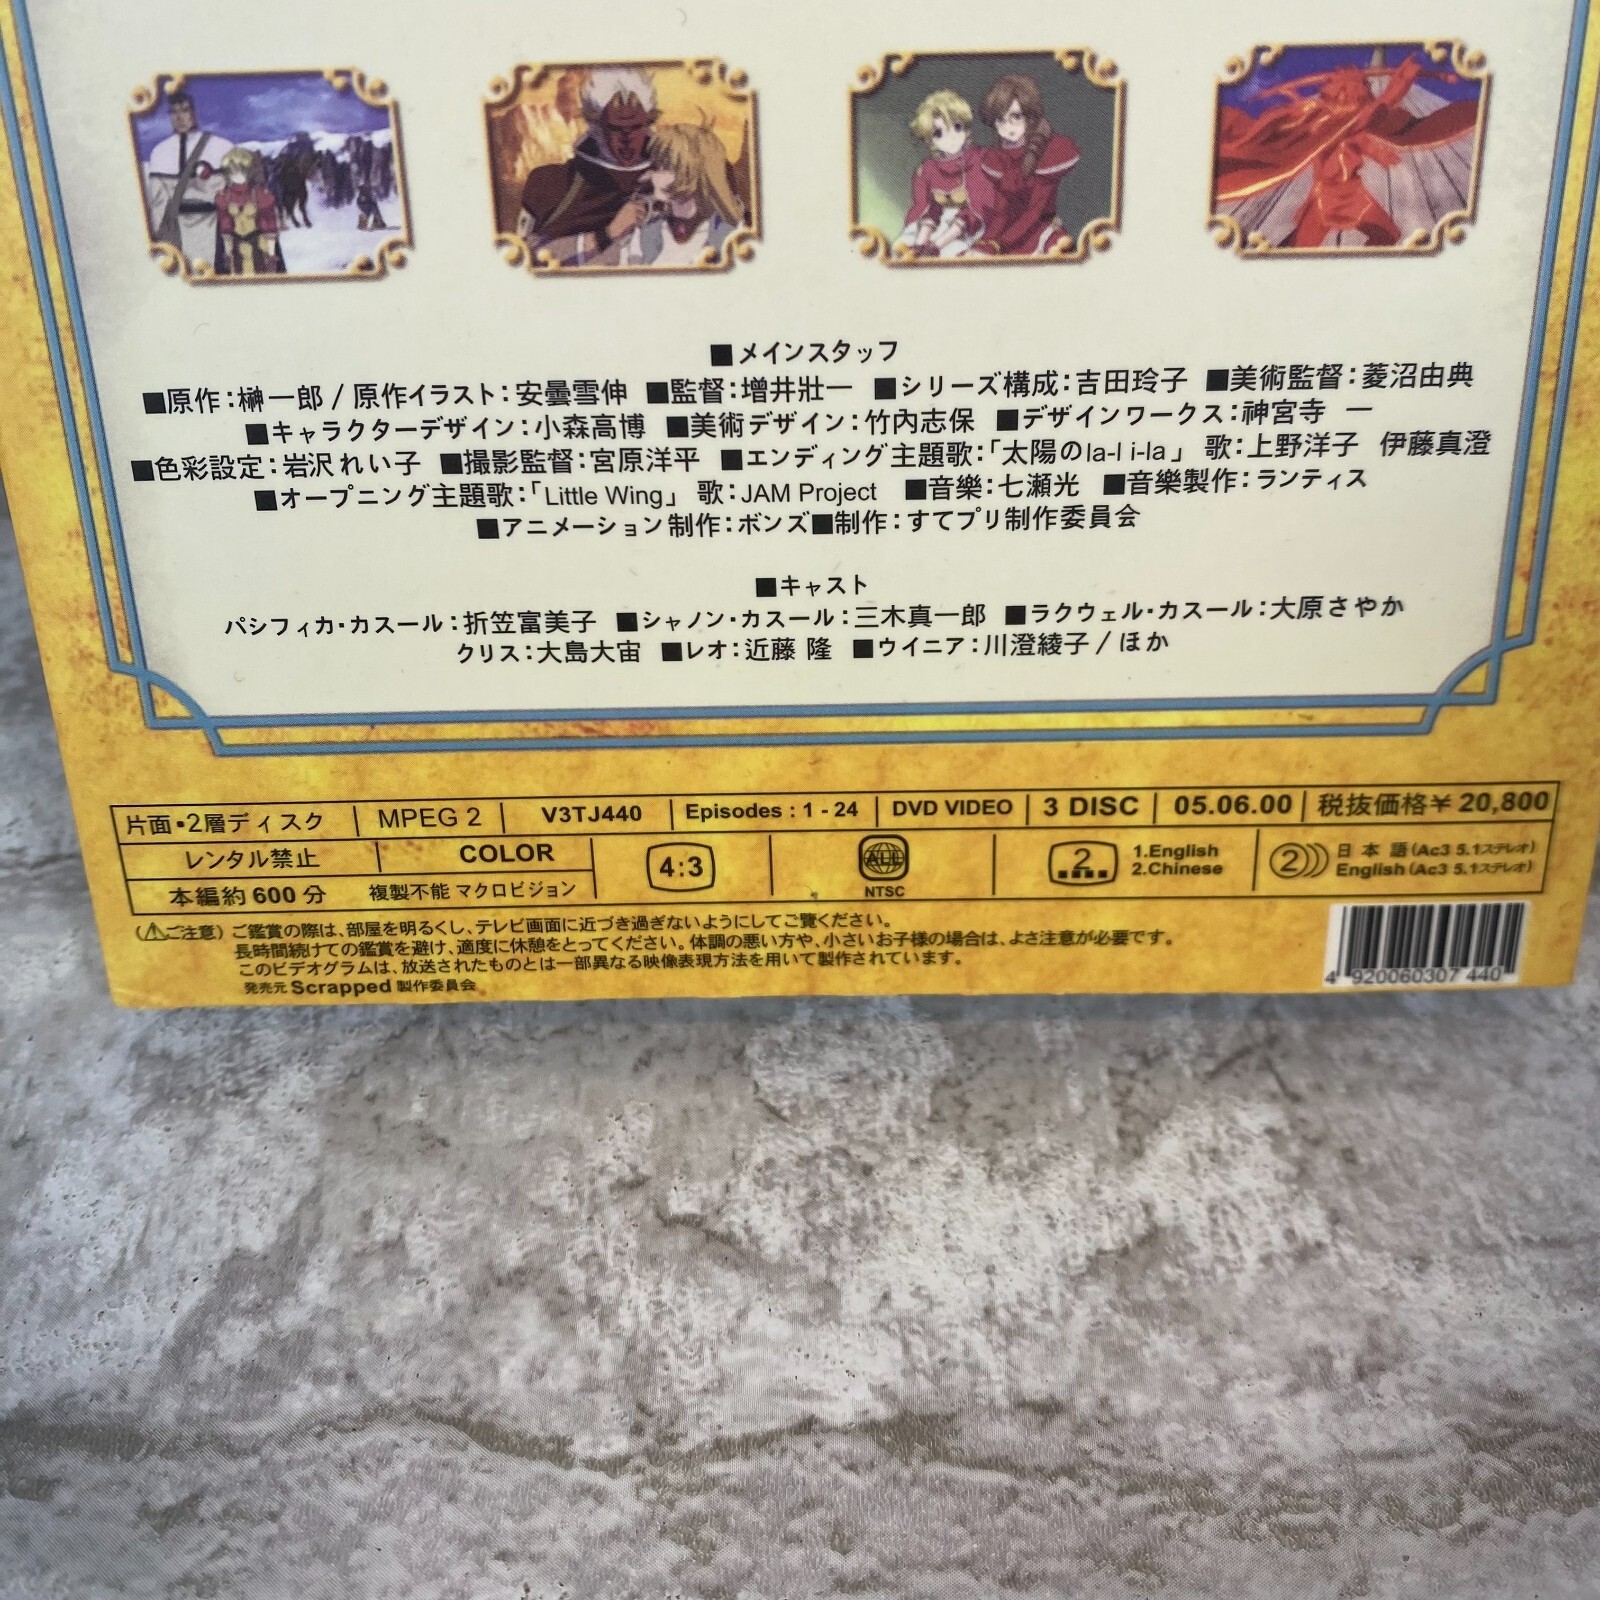 ■メインスタッフ
■原作：榊一郎 / 原作イラスト：安曇雪伸 ■監督：増井壯一 ■シリーズ構成：吉田玲子 ■美術監督：菱沼由典
■キャラクターデザイン：小森高博 ■美術デザイン：竹內志保 ■デザインワークス：神宮寺 一
■色彩設定：岩沢れい子 ■撮影監督：宮原洋平 ■エンディング主題歌：「太陽のla-l i-la」 歌：上野洋子 伊藤真澄
■オープニング主題歌：「Little Wing」 歌：JAM Project ■音樂：七瀬光 ■音樂製作：ランティス
■アニメーション制作：ボンズ■制作：すてプリ制作委員会
■キャスト
パシフィカ・カスール：折笠富美子 ■シャノン・カスール：三木真一郎 ■ラクウェル・カスール：大原さやか
クリス：大島大宙 ■レオ：近藤 隆 ■ウイニア：川澄綾子 / ほか
片面・2層ディスク MPEG 2 V3TJ440 Episodes : 1 - 24 DVD VIDEO 3 DISC 05.06.00 税抜価格¥ 20,800
レンタル禁止 COLOR
本編約 600 分 複製不能 マクロビジョン
4:3
ALL
NTSC
2
1.English
2.Chinese
2
日 本 語 (Ac3 5.1ステレオ)
English (Ac3 5.1ステレオ)
(⚠ご注意) ご鑑賞の際は、部屋を明るくし、テレビ画面に近づき過ぎないようにしてご覧ください。
長時間続けての鑑賞を避け、適度に休憩をとってください。体調の悪い方や、小さいお子様の場合は、よさ注意が必要です。
このビデオグラムは、放送されたものとは一部異なる映像表現方法を用いて製作されています。
発売元 Scrapped 製作委員会
4 920060307 440